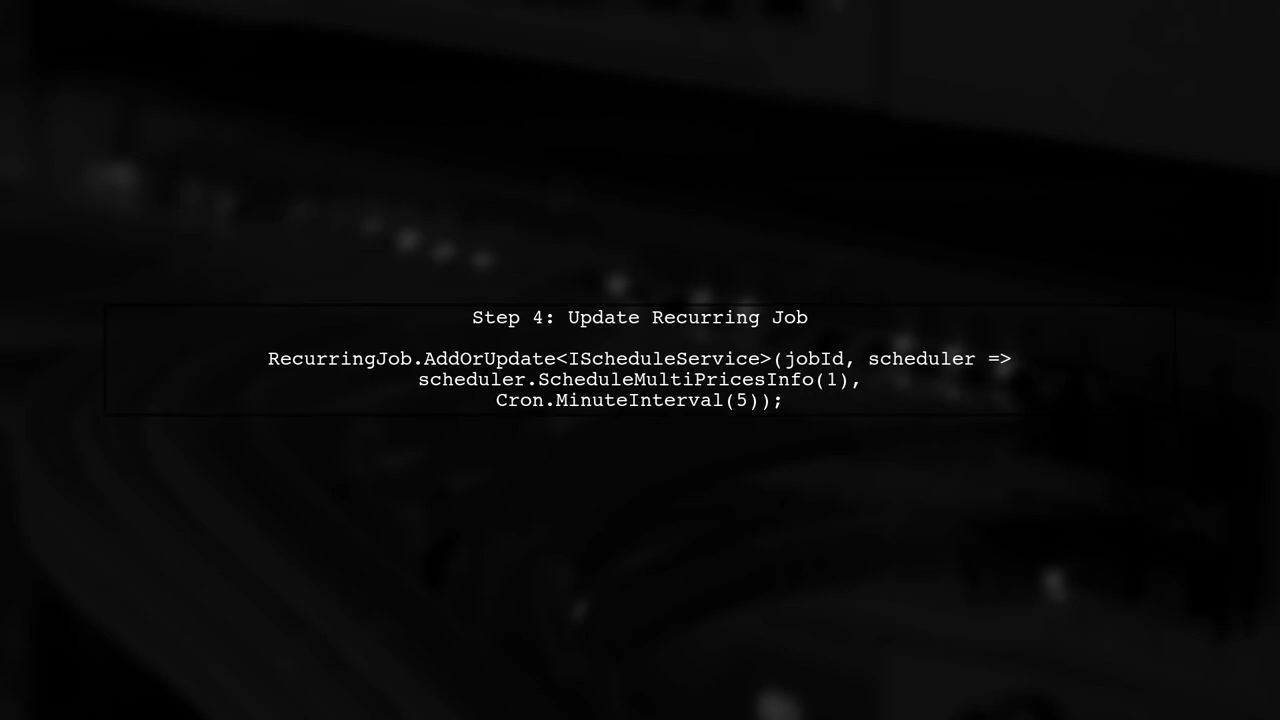 Step 4: Update Recurring Job
RecurringJob.AddOrUpdate<IScheduleService>(jobId, scheduler =>
scheduler.ScheduleMultiPricesInfo(1),
Cron.MinuteInterval(5));